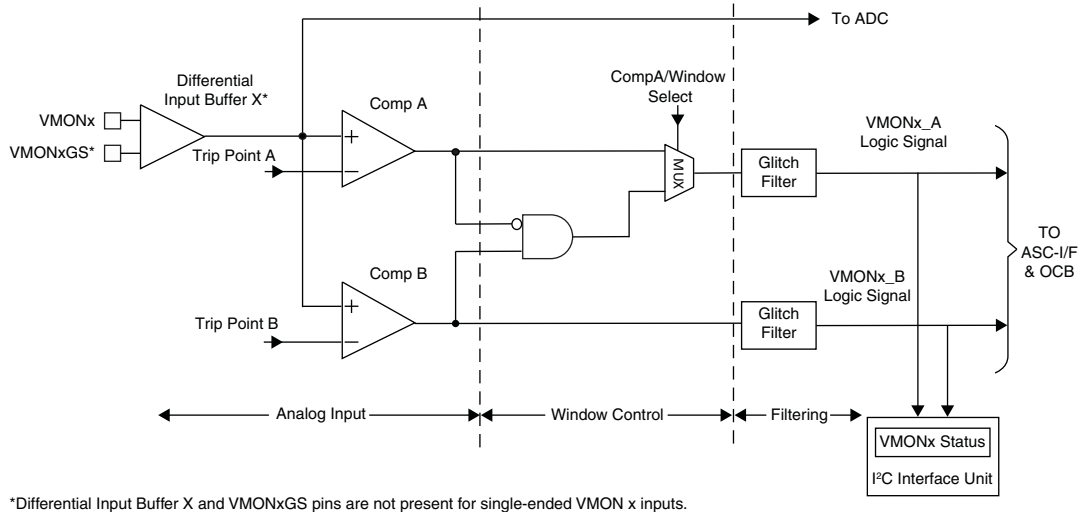 To ADC
Differential
Input Buffer X*
VMONx
VMONxGS*
Comp A
+
Trip Point A
−
CompA/Window
Select
MUX
Glitch
Filter
VMONx_A
Logic Signal
Comp B
+
Trip Point B
−
Glitch
Filter
VMONx_B
Logic Signal
TO
ASC-I/F
& OCB
Analog Input
Window Control
Filtering
VMONx Status
I²C Interface Unit
*Differential Input Buffer X and VMONxGS pins are not present for single-ended VMON x inputs.